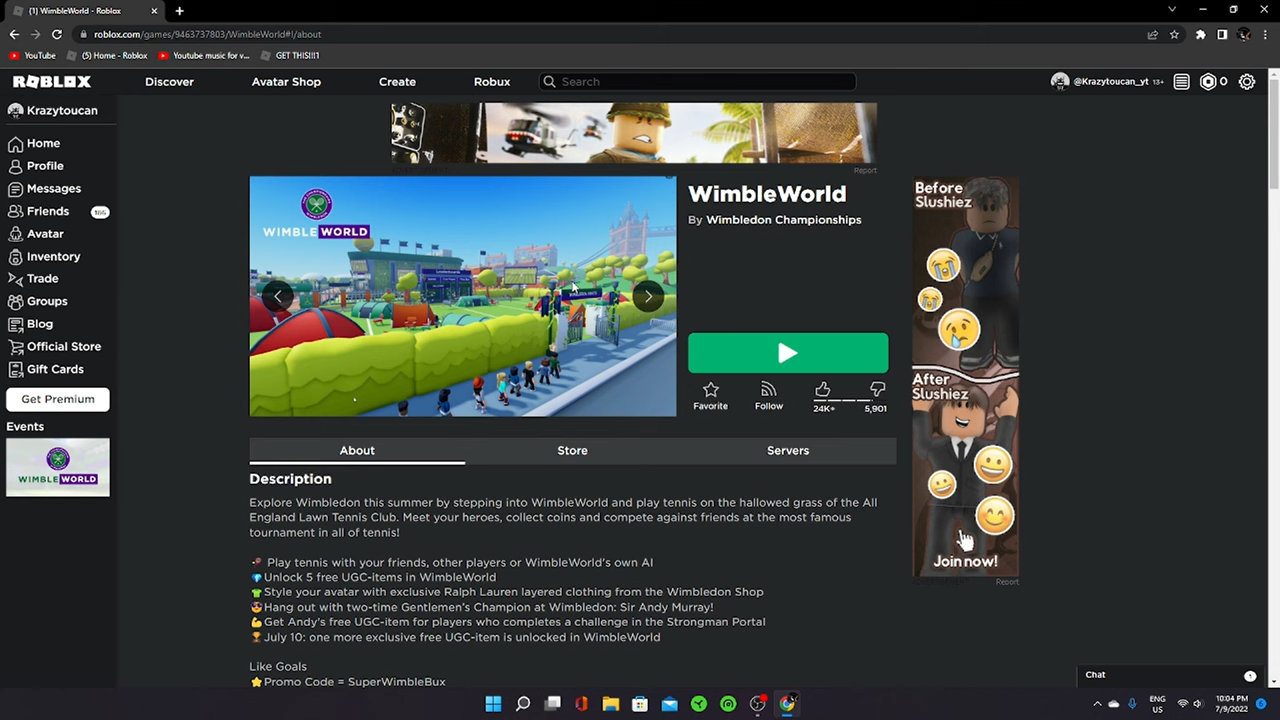 (1) WimbleWorld - Roblox
roblox.com/games/9463737803/WimbleWorld#!/about
YouTube
(5) Home - Roblox
Youtube music for v...
GET THIS!!!1
ROBLOX
Discover
Avatar Shop
Create
Robux
Search
@Krazytoucan_yt 13+
0
Krazytoucan
Home
Profile
Messages
Friends
Avatar
Inventory
Trade
Groups
Blog
Official Store
Gift Cards
Get Premium
Events
WIMBLEWORLD
Report
WIMBLEWORLD
WimbleWorld
By Wimbledon Championships
Favorite
Follow
24K+
5,901
Before
Slushiez
After
Slushiez
Join now!
Report
About
Store
Servers
Description
Explore Wimbledon this summer by stepping into WimbleWorld and play tennis on the hallowed grass of the All
England Lawn Tennis Club. Meet your heroes, collect coins and compete against friends at the most famous
tournament in all of tennis!
Play tennis with your friends, other players or WimbleWorld's own AI
Unlock 5 free UGC-items in WimbleWorld
Style your avatar with exclusive Ralph Lauren layered clothing from the Wimbledon Shop
Hang out with two-time Gentlemen's Champion at Wimbledon: Sir Andy Murray!
Get Andy's free UGC-item for players who completes a challenge in the Strongman Portal
July 10: one more exclusive free UGC-item is unlocked in WimbleWorld
Like Goals
Promo Code = SuperWimbleBux
Chat
1
ENG
US
10:04 PM
7/9/2022